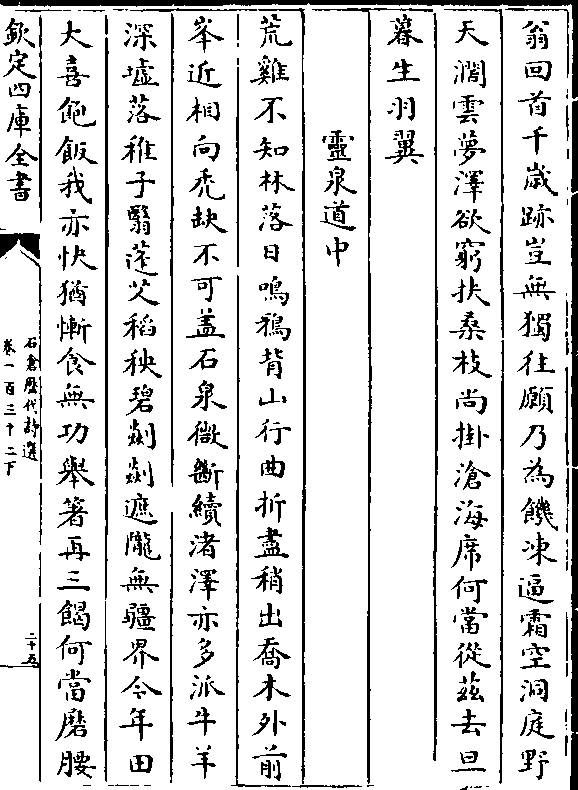 翁回首千歲跡豈無獨往願乃為饑凍逼霜空洞庭野
天濶雲夢澤欲窮扶桑枝尚掛滄海席何當從茲去旦
暮生羽翼
靈泉道中
荒雞不知林落日鳴鴉背山行曲折盡稍出喬木外前
峯近相向禿缺不可蓋石泉微斷續渚澤亦多派牛羊
深墟落稚子翳蓬艾稻秧碧剡剡遮隴無疆界今年田
大喜飽飯我亦快猶慚食無功舉箸再三餲何當磨腰
欽定四庫全書
石倉歷代詩選
卷一百三十二下
二十五